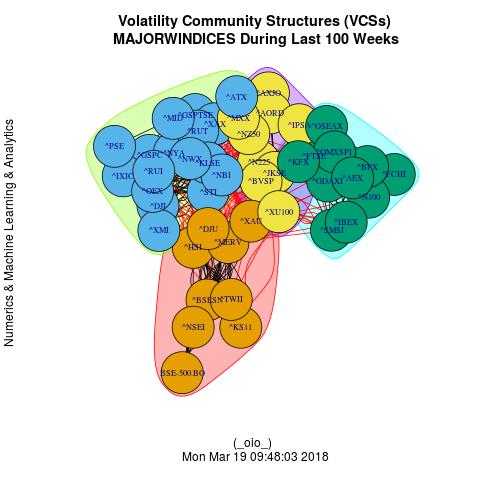 Volatility Community Structures (VCSs)
MAJORWINDICES During Last 100 Weeks
Numerics & Machine Learning & Analytics
^ATX
^AXJO
^MID
^GSPTSE
^XAX
^MXX
^AORD
^RUT
^NZ50
^IPSA
^OSEAX
^PSE
^GSPC
^NYA
^NWX
^KLSE
^N225
^KFX
^FTSE
^OMXSPI
^IXIC
^RUI
^NBI
^JKSE
^BVSP
^GDAXI
^AEX
^BFX
^FCHI
^OEX
^STI
^N100
^DJI
^XAU
^XU100
^IBEX
^XMI
^DJU
^SMSI
^HSI
^MERV
^BSESN
^TWII
^NSEI
^KS11
BSE-500.BO
(_oio_)
Mon Mar 19 09:48:03 2018